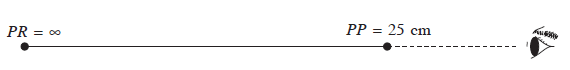 PR = ∞
PP = 25 cm